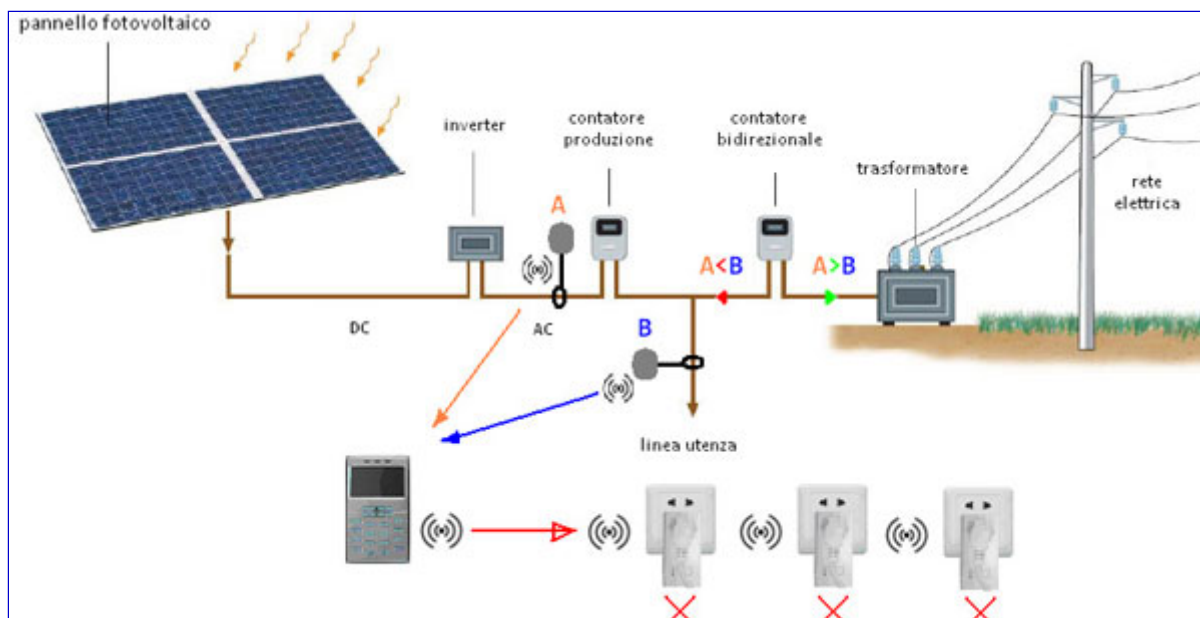 pannello fotovoltaico
inverter
contatore
produzione
contatore
bidirezionale
trasformatore
rete
elettrica
A
A<B
A>B
DC
AC
B
linea utenza